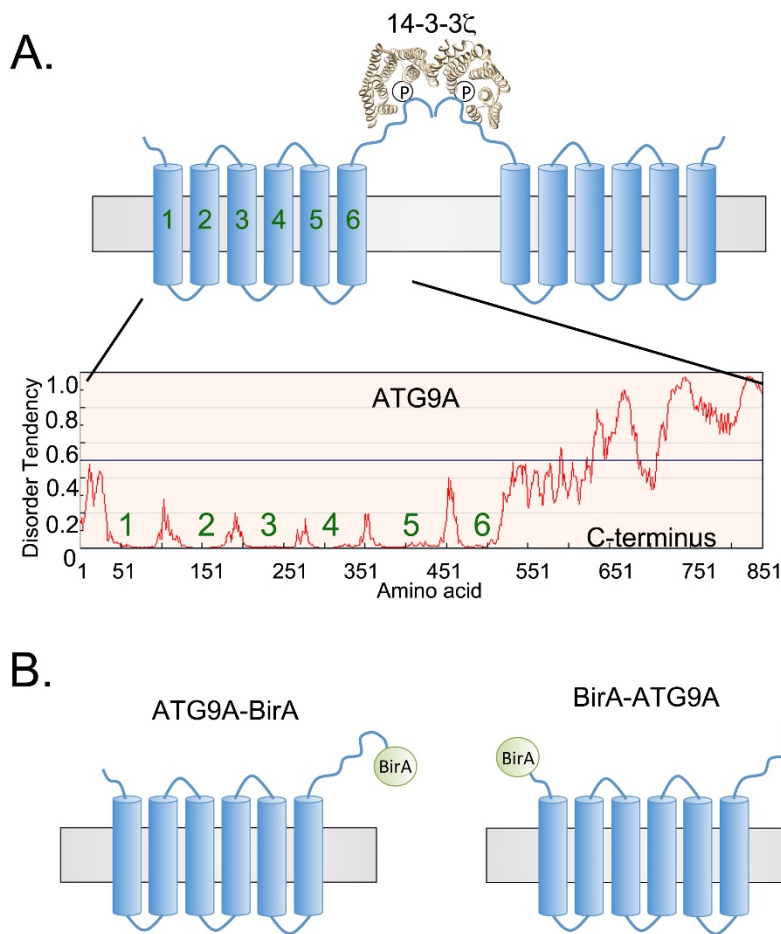 A.
14-3-3ζ
P P
1 2 3 4 5 6
Disorder Tendency
1.0
0.8
0.6
0.4
0.2
0
ATG9A
1 2 3 4 5 6
C-terminus
1 51 151 251 351 451 551 651 751 851
Amino acid
B.
ATG9A-BirA
BirA-ATG9A
BirA
BirA